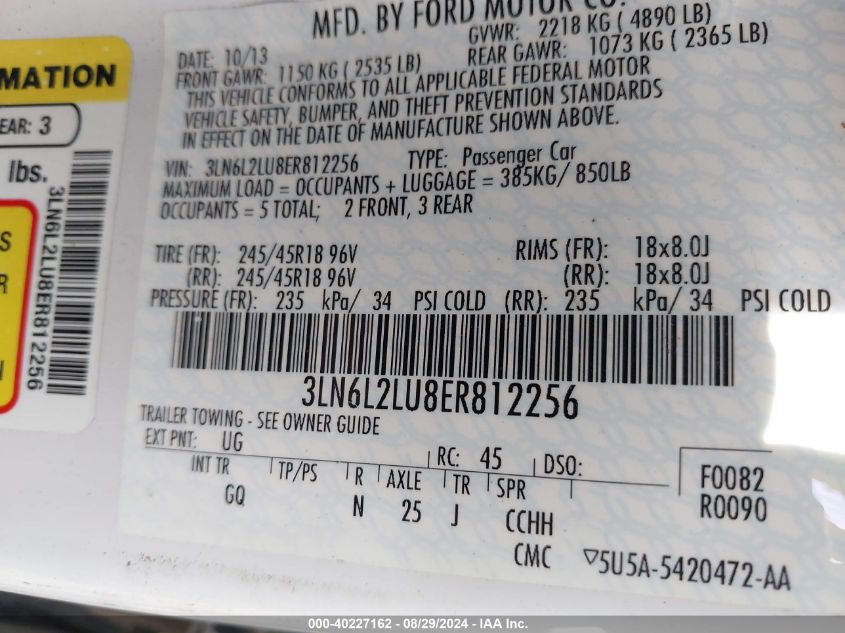 MFD. BY FORD MOTOR CO.
DATE: 10/13
GVWR: 2218 KG ( 4890 LB)
FRONT GAWR: 1150 KG ( 2535 LB)
REAR GAWR: 1073 KG ( 2365 LB)
THIS VEHICLE CONFORMS TO ALL APPLICABLE FEDERAL MOTOR
VEHICLE SAFETY, BUMPER, AND THEFT PREVENTION STANDARDS
IN EFFECT ON THE DATE OF MANUFACTURE SHOWN ABOVE.
VIN: 3LN6L2LU8ER812256 TYPE: Passenger Car
MAXIMUM LOAD = OCCUPANTS + LUGGAGE = 385KG/ 850LB
OCCUPANTS = 5 TOTAL; 2 FRONT, 3 REAR
TIRE (FR): 245/45R18 96V RIMS (FR): 18x8.0J
(RR): 245/45R18 96V (RR): 18x8.0J
PRESSURE (FR): 235 kPa/ 34 PSI COLD (RR): 235 kPa/ 34 PSI COLD
3LN6L2LU8ER812256
TRAILER TOWING - SEE OWNER GUIDE
EXT PNT: UG RC: 45 DSO:
INT TR TP/PS R AXLE TR SPR
GQ N 25 J CCHH
F0082
R0090
CMC ▽5U5A-5420472-AA
MATION
EAR: 3
lbs.
3LN6L2LU8ER812256
S
R
000-40227162 - 08/29/2024 - IAA Inc.